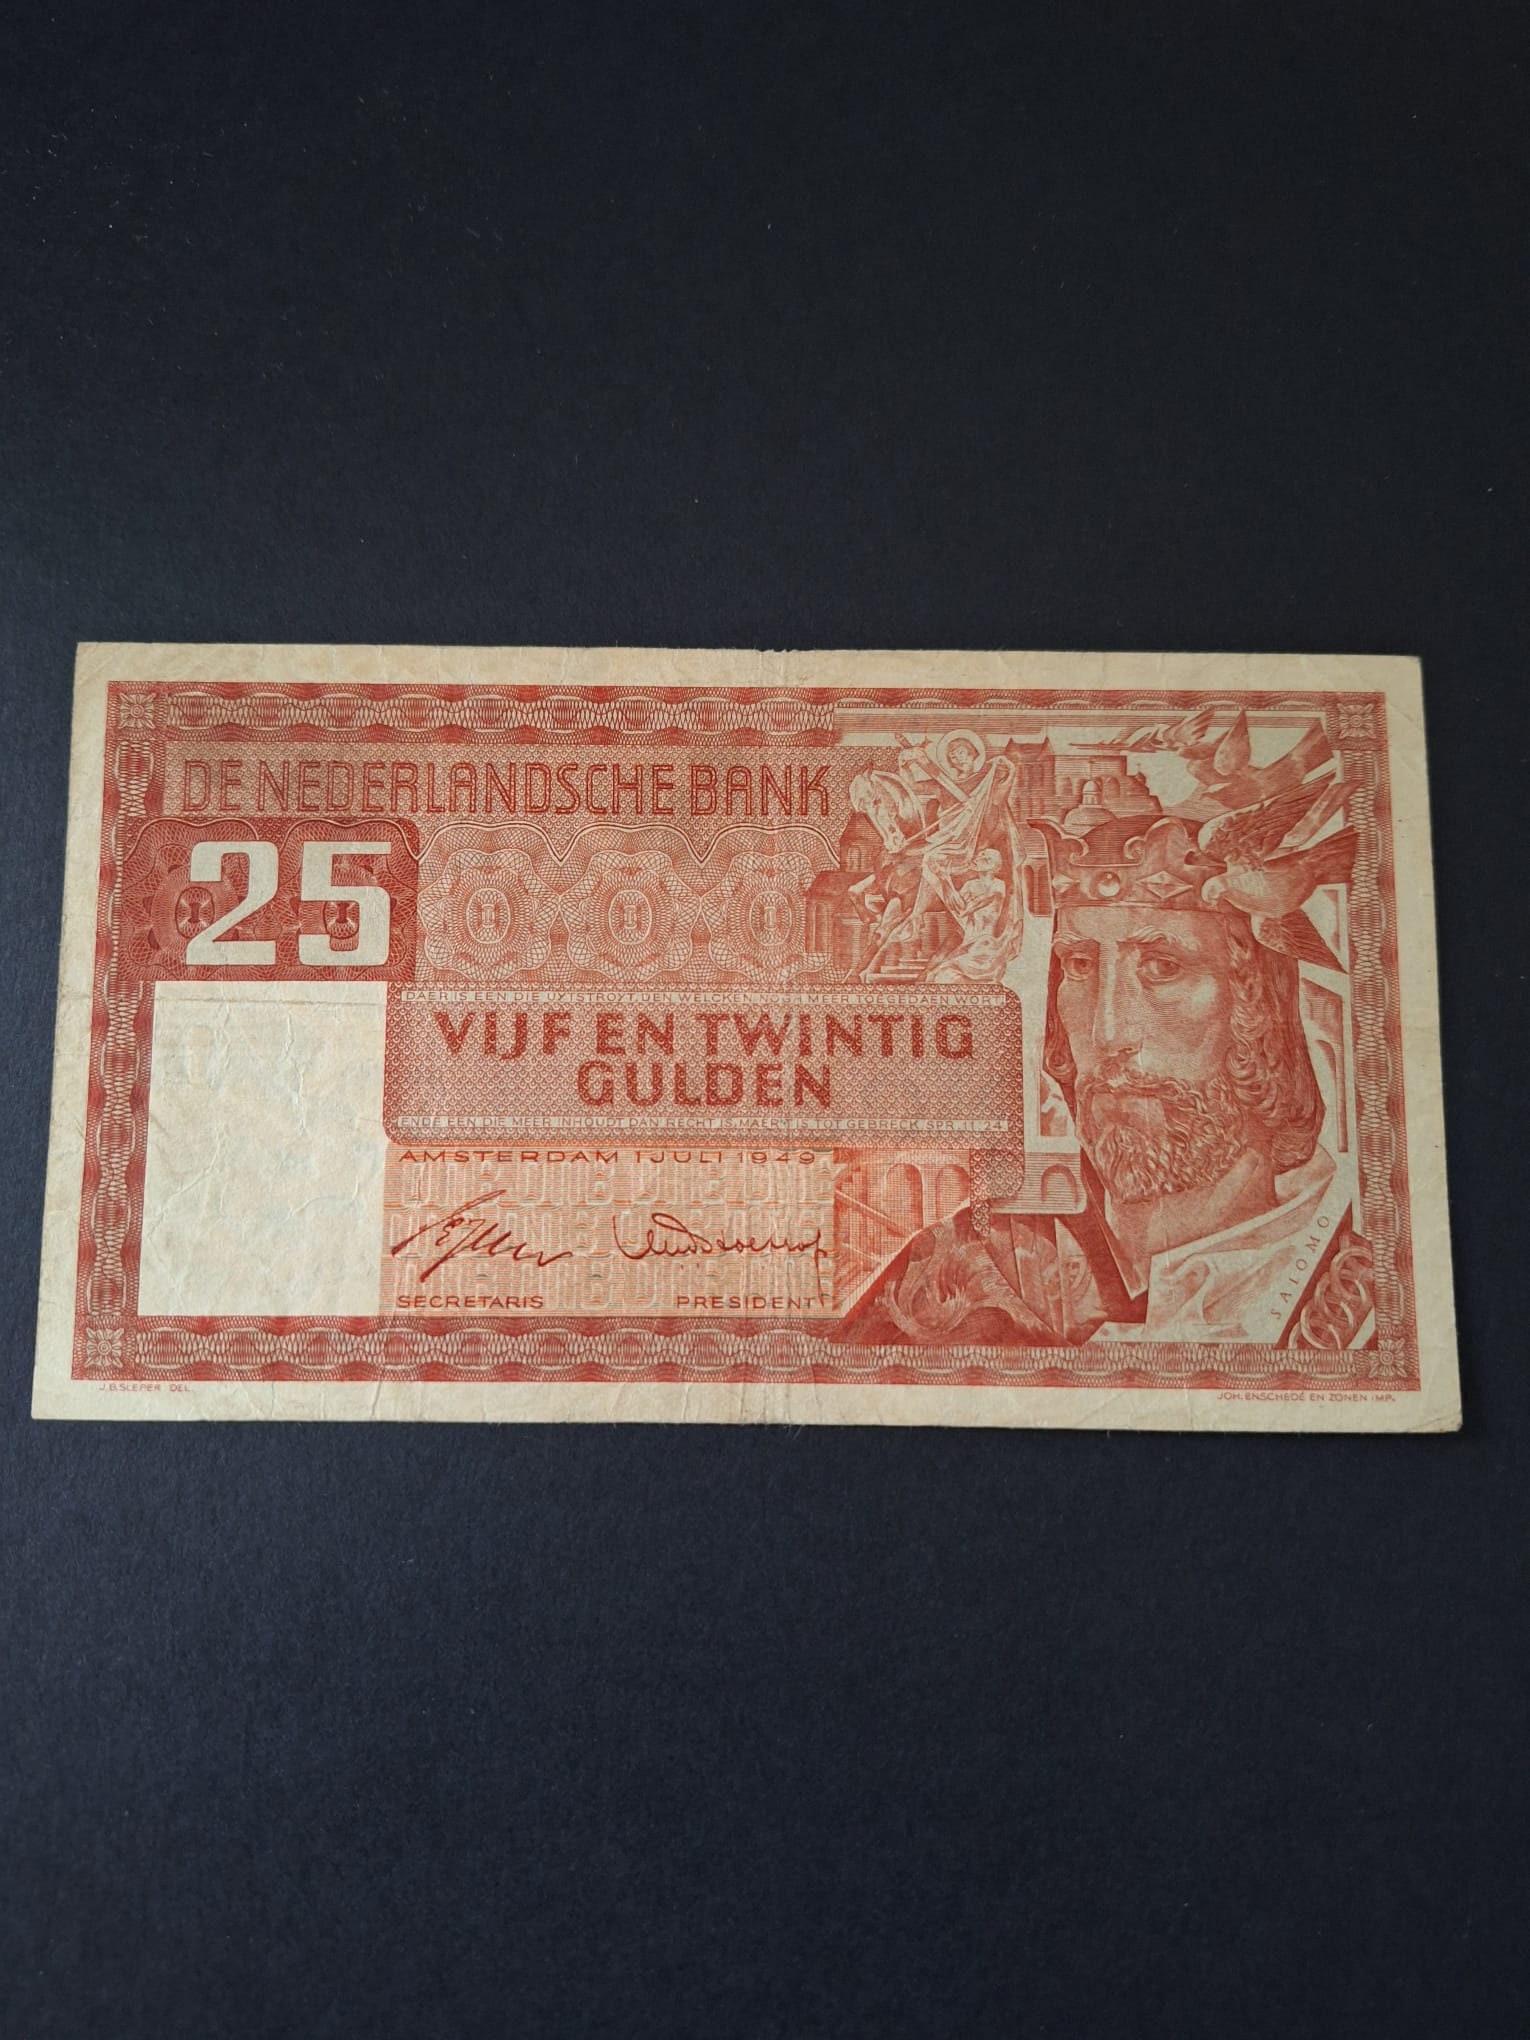 DE NEDERLANDSCHE BANK
25
DAER IS EEN DIE UYTSTROYT, DEN WELCKEN NOCH MEER TOEGEDAEN WORT
VIJF EN TWINTIG
GULDEN
ENDE EEN DIE MEER INHOUDT DAN RECHT IS, MAER 'T IS TOT GEBRECK SPR. 11 24
AMSTERDAM 1 JULI 1949
SECRETARIS PRESIDENT
SALOMO
J.B. SLEPER DEL.
JOH. ENSCHEDÉ EN ZONEN IMP.